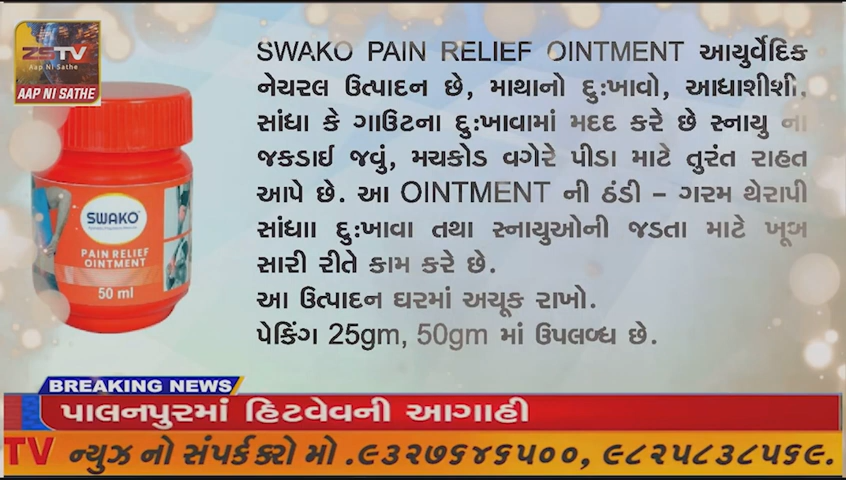 ZSTV
Aap Ni Sathe
AAP NI SATHE
SWAKO PAIN RELIEF OINTMENT આયુર્વેદિક
નેચરલ ઉત્પાદન છે, માથાનો દુઃખાવો, આધાશીશી,
સાંધા કે ગાઉટના દુઃખાવામાં મદદ કરે છે સ્નાયુ ના
જકડાઈ જવું, મચકોડ વગેરે પીડા માટે તુરંત રાહત
આપે છે. આ OINTMENT ની ઠંડી – ગરમ થેરાપી
સાંધાા દુઃખાવા તથા સ્નાયુઓની જડતા માટે ખૂબ
સારી રીતે કામ કરે છે.
આ ઉત્પાદન ઘરમાં અચૂક રાખો.
પેકિંગ 25gm, 50gm માં ઉપલબ્ધ છે.
SWAKO
PAIN RELIEF
OINTMENT
50 ml
BREAKING NEWS
પાલનપુરમાં હિટવેવની આગાહી
TV ન્યુઝ નો સંપર્ક કરો મો .૯૩૨૭૬૪૬૫૦૦, ૯૮૨૫૮૩૮૫૬૯.